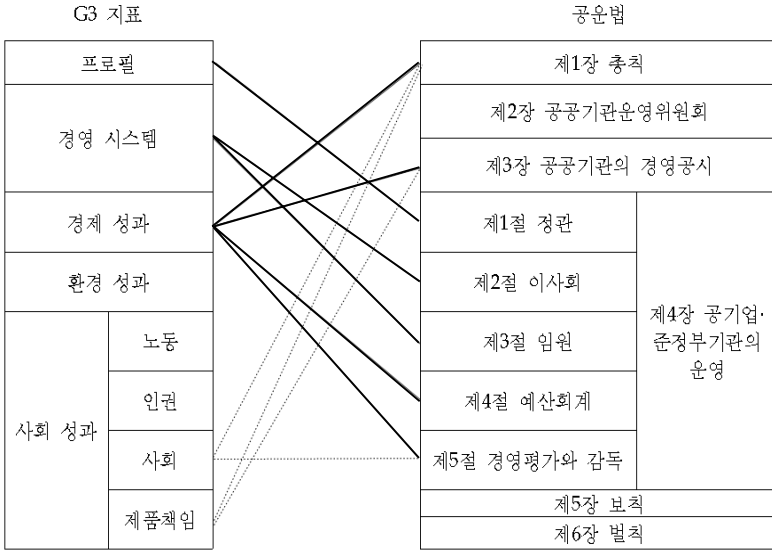 G3 지표
프로필
경영 시스템
경제 성과
환경 성과
사회 성과
노동
인권
사회
제품책임
공운법
제1장 총칙
제2장 공공기관운영위원회
제3장 공공기관의 경영공시
제1절 정관
제2절 이사회
제3절 임원
제4절 예산회계
제5절 경영평가와 감독
제4장 공기업·
준정부기관의
운영
제5장 보칙
제6장 벌칙